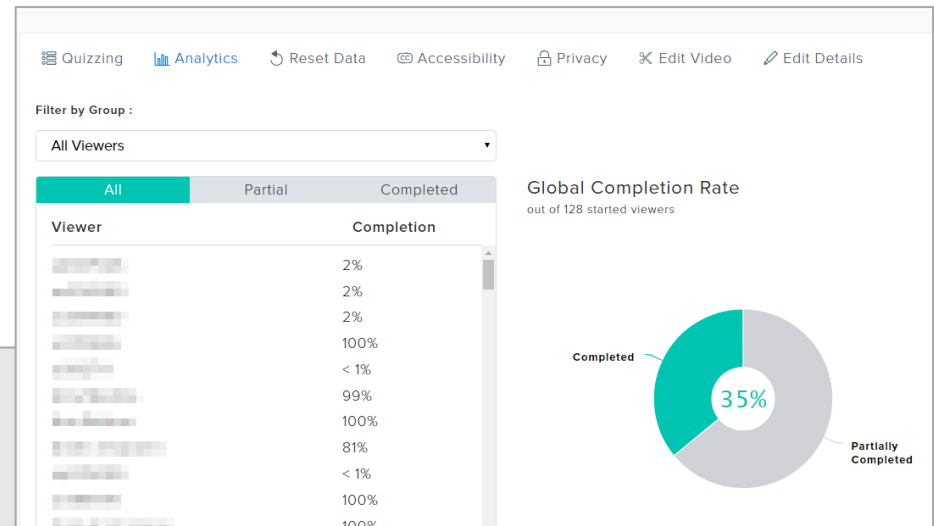 Quizzing Analytics Reset Data CC Accessibility Privacy Edit Video Edit Details
Filter by Group :
All Viewers
All Partial Completed
Viewer Completion
2%
2%
2%
100%
< 1%
99%
100%
81%
< 1%
100%
100%
Global Completion Rate
out of 128 started viewers
Completed
35%
Partially
Completed